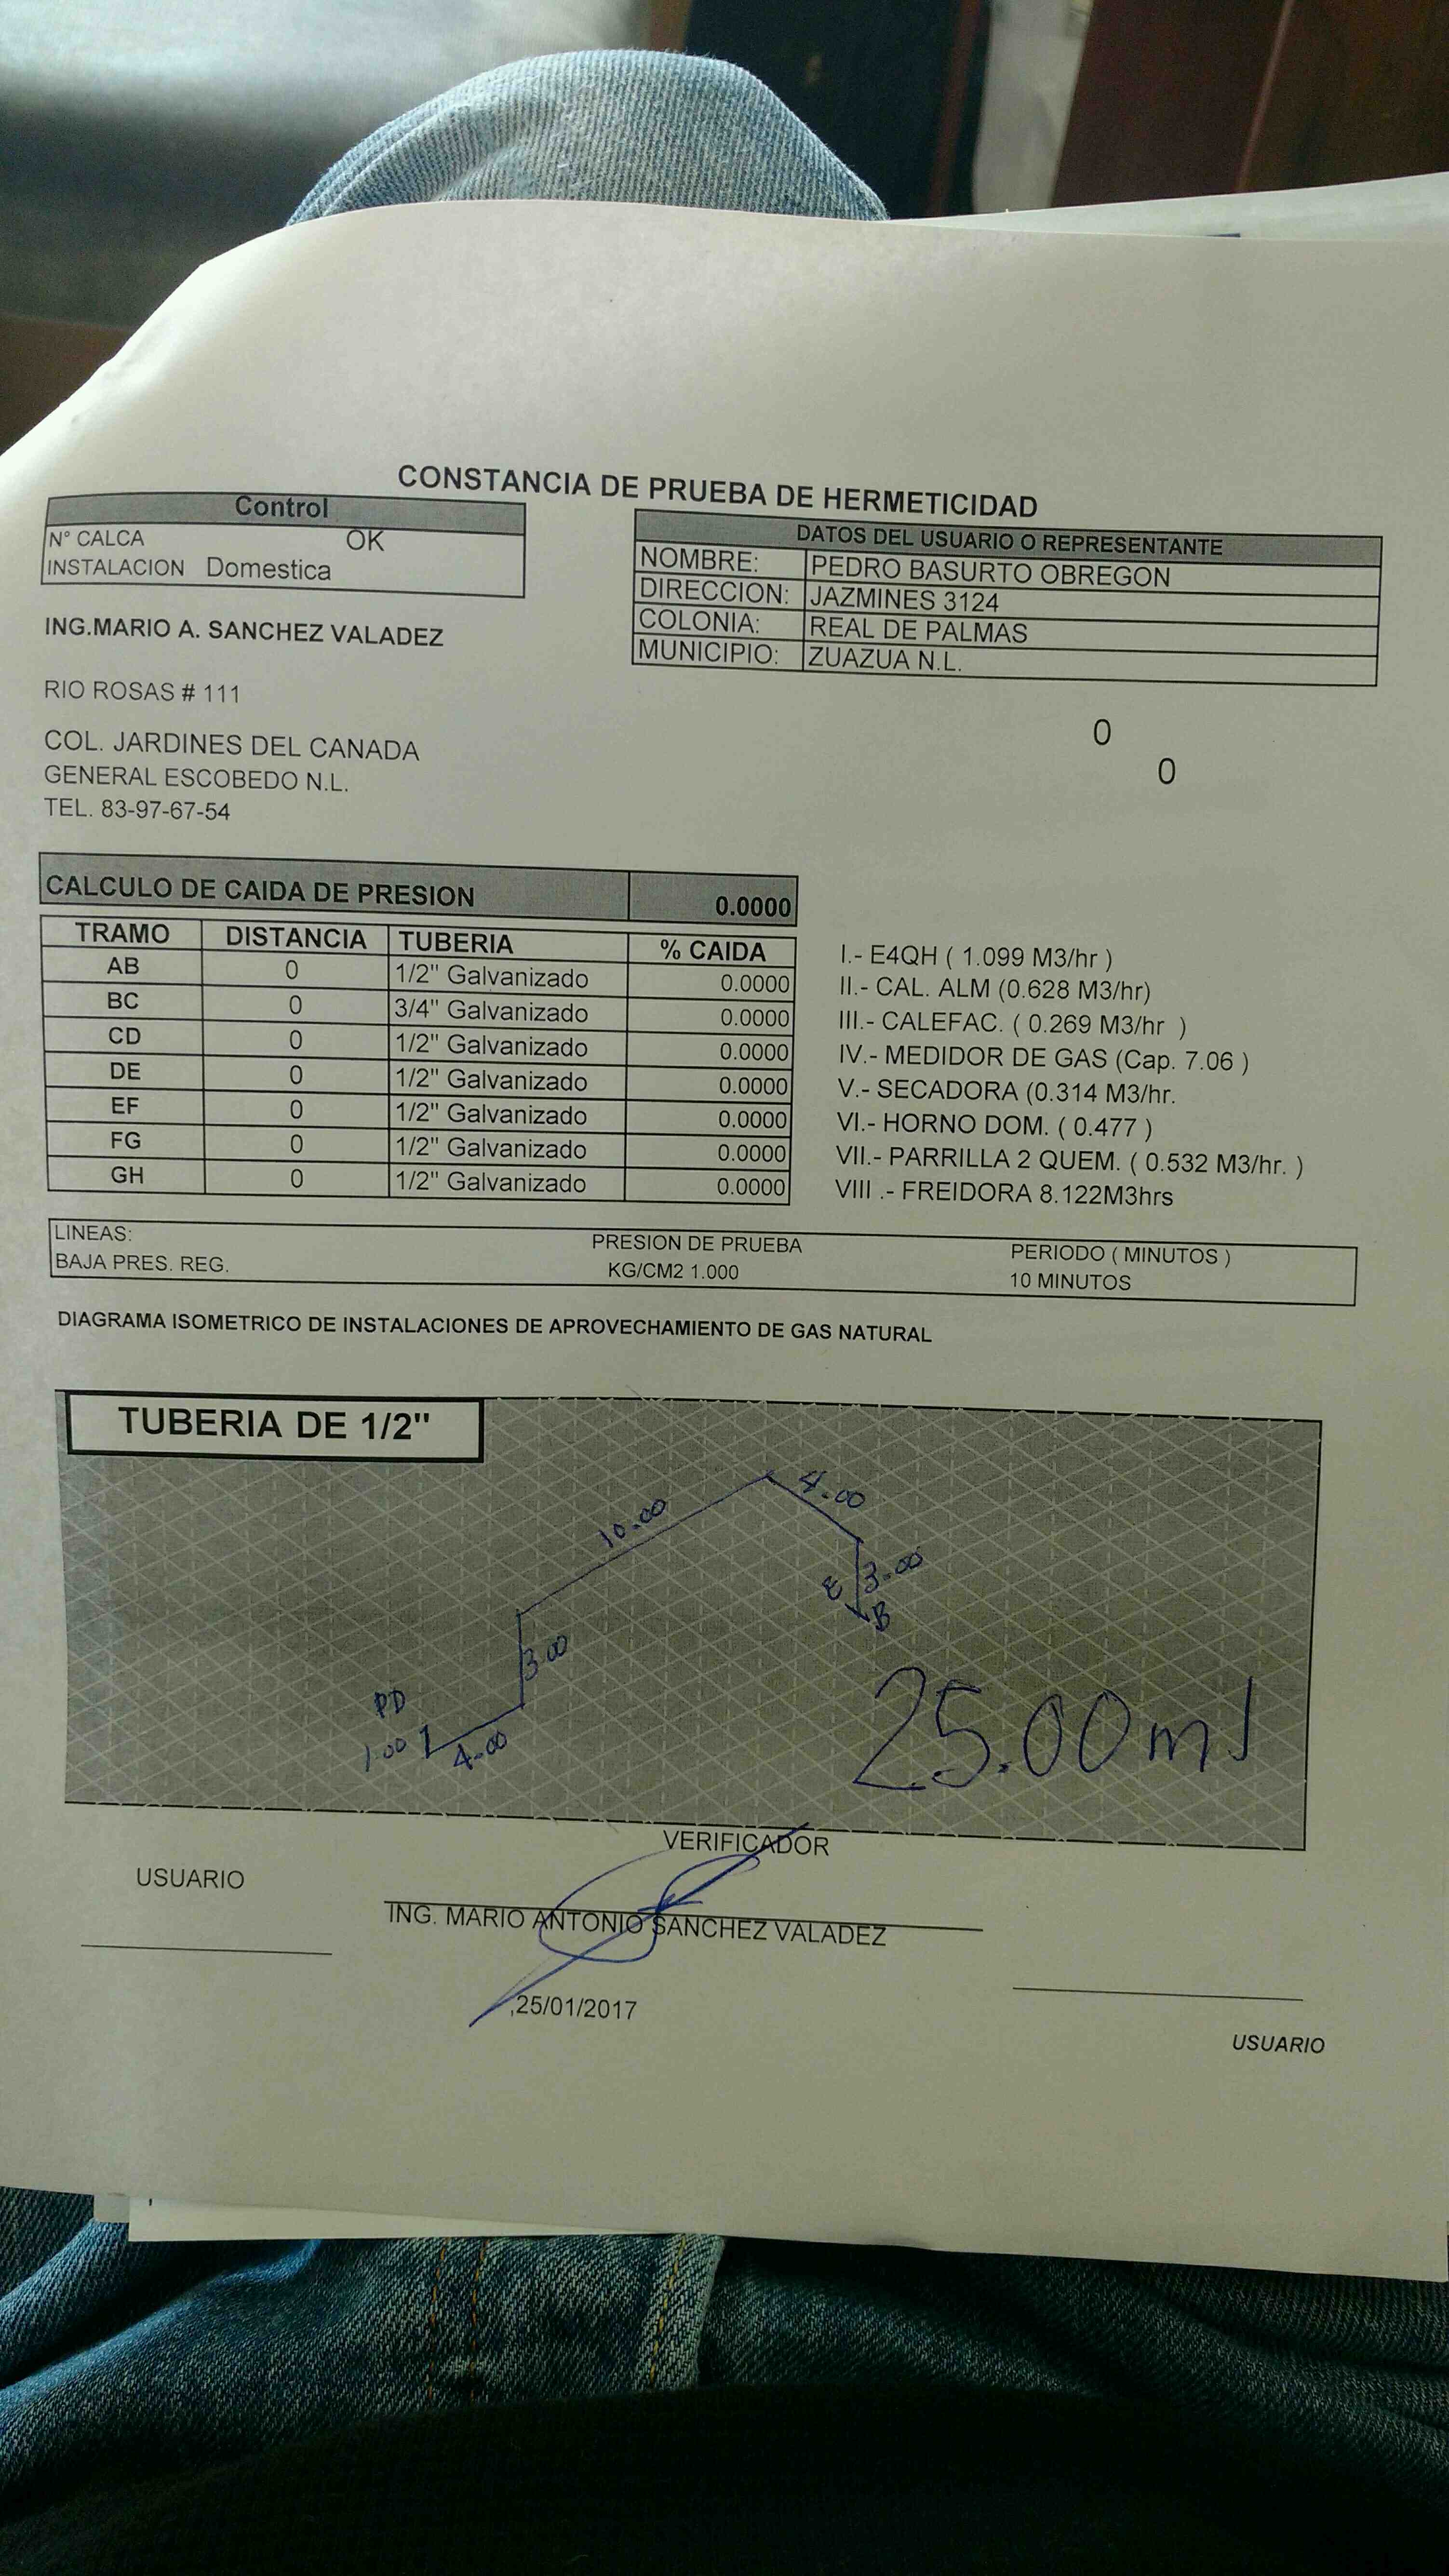 CONSTANCIA DE PRUEBA DE HERMETICIDAD
Control
N° CALCA OK
INSTALACION Domestica
DATOS DEL USUARIO O REPRESENTANTE
NOMBRE: PEDRO BASURTO OBREGON
DIRECCION: JAZMINES 3124
COLONIA: REAL DE PALMAS
MUNICIPIO: ZUAZUA N.L.
ING.MARIO A. SANCHEZ VALADEZ
RIO ROSAS # 111
COL. JARDINES DEL CANADA
GENERAL ESCOBEDO N.L.
TEL. 83-97-67-54
0
0
CALCULO DE CAIDA DE PRESION 0.0000
TRAMO DISTANCIA TUBERIA % CAIDA
AB 0 1/2" Galvanizado 0.0000
BC 0 3/4" Galvanizado 0.0000
CD 0 1/2" Galvanizado 0.0000
DE 0 1/2" Galvanizado 0.0000
EF 0 1/2" Galvanizado 0.0000
FG 0 1/2" Galvanizado 0.0000
GH 0 1/2" Galvanizado 0.0000
I.- E4QH ( 1.099 M3/hr )
II.- CAL. ALM (0.628 M3/hr)
III.- CALEFAC. ( 0.269 M3/hr )
IV.- MEDIDOR DE GAS (Cap. 7.06 )
V.- SECADORA (0.314 M3/hr.
VI.- HORNO DOM. ( 0.477 )
VII.- PARRILLA 2 QUEM. ( 0.532 M3/hr. )
VIII .- FREIDORA 8.122M3hrs
LINEAS: PRESION DE PRUEBA PERIODO ( MINUTOS )
BAJA PRES. REG. KG/CM2 1.000 10 MINUTOS
DIAGRAMA ISOMETRICO DE INSTALACIONES DE APROVECHAMIENTO DE GAS NATURAL
TUBERIA DE 1/2"
4.00
10.00
3.00
E
B
3.00
PD
1.00
4.00
25.00 ml
VERIFICADOR
USUARIO
ING. MARIO ANTONIO SANCHEZ VALADEZ
,25/01/2017
USUARIO